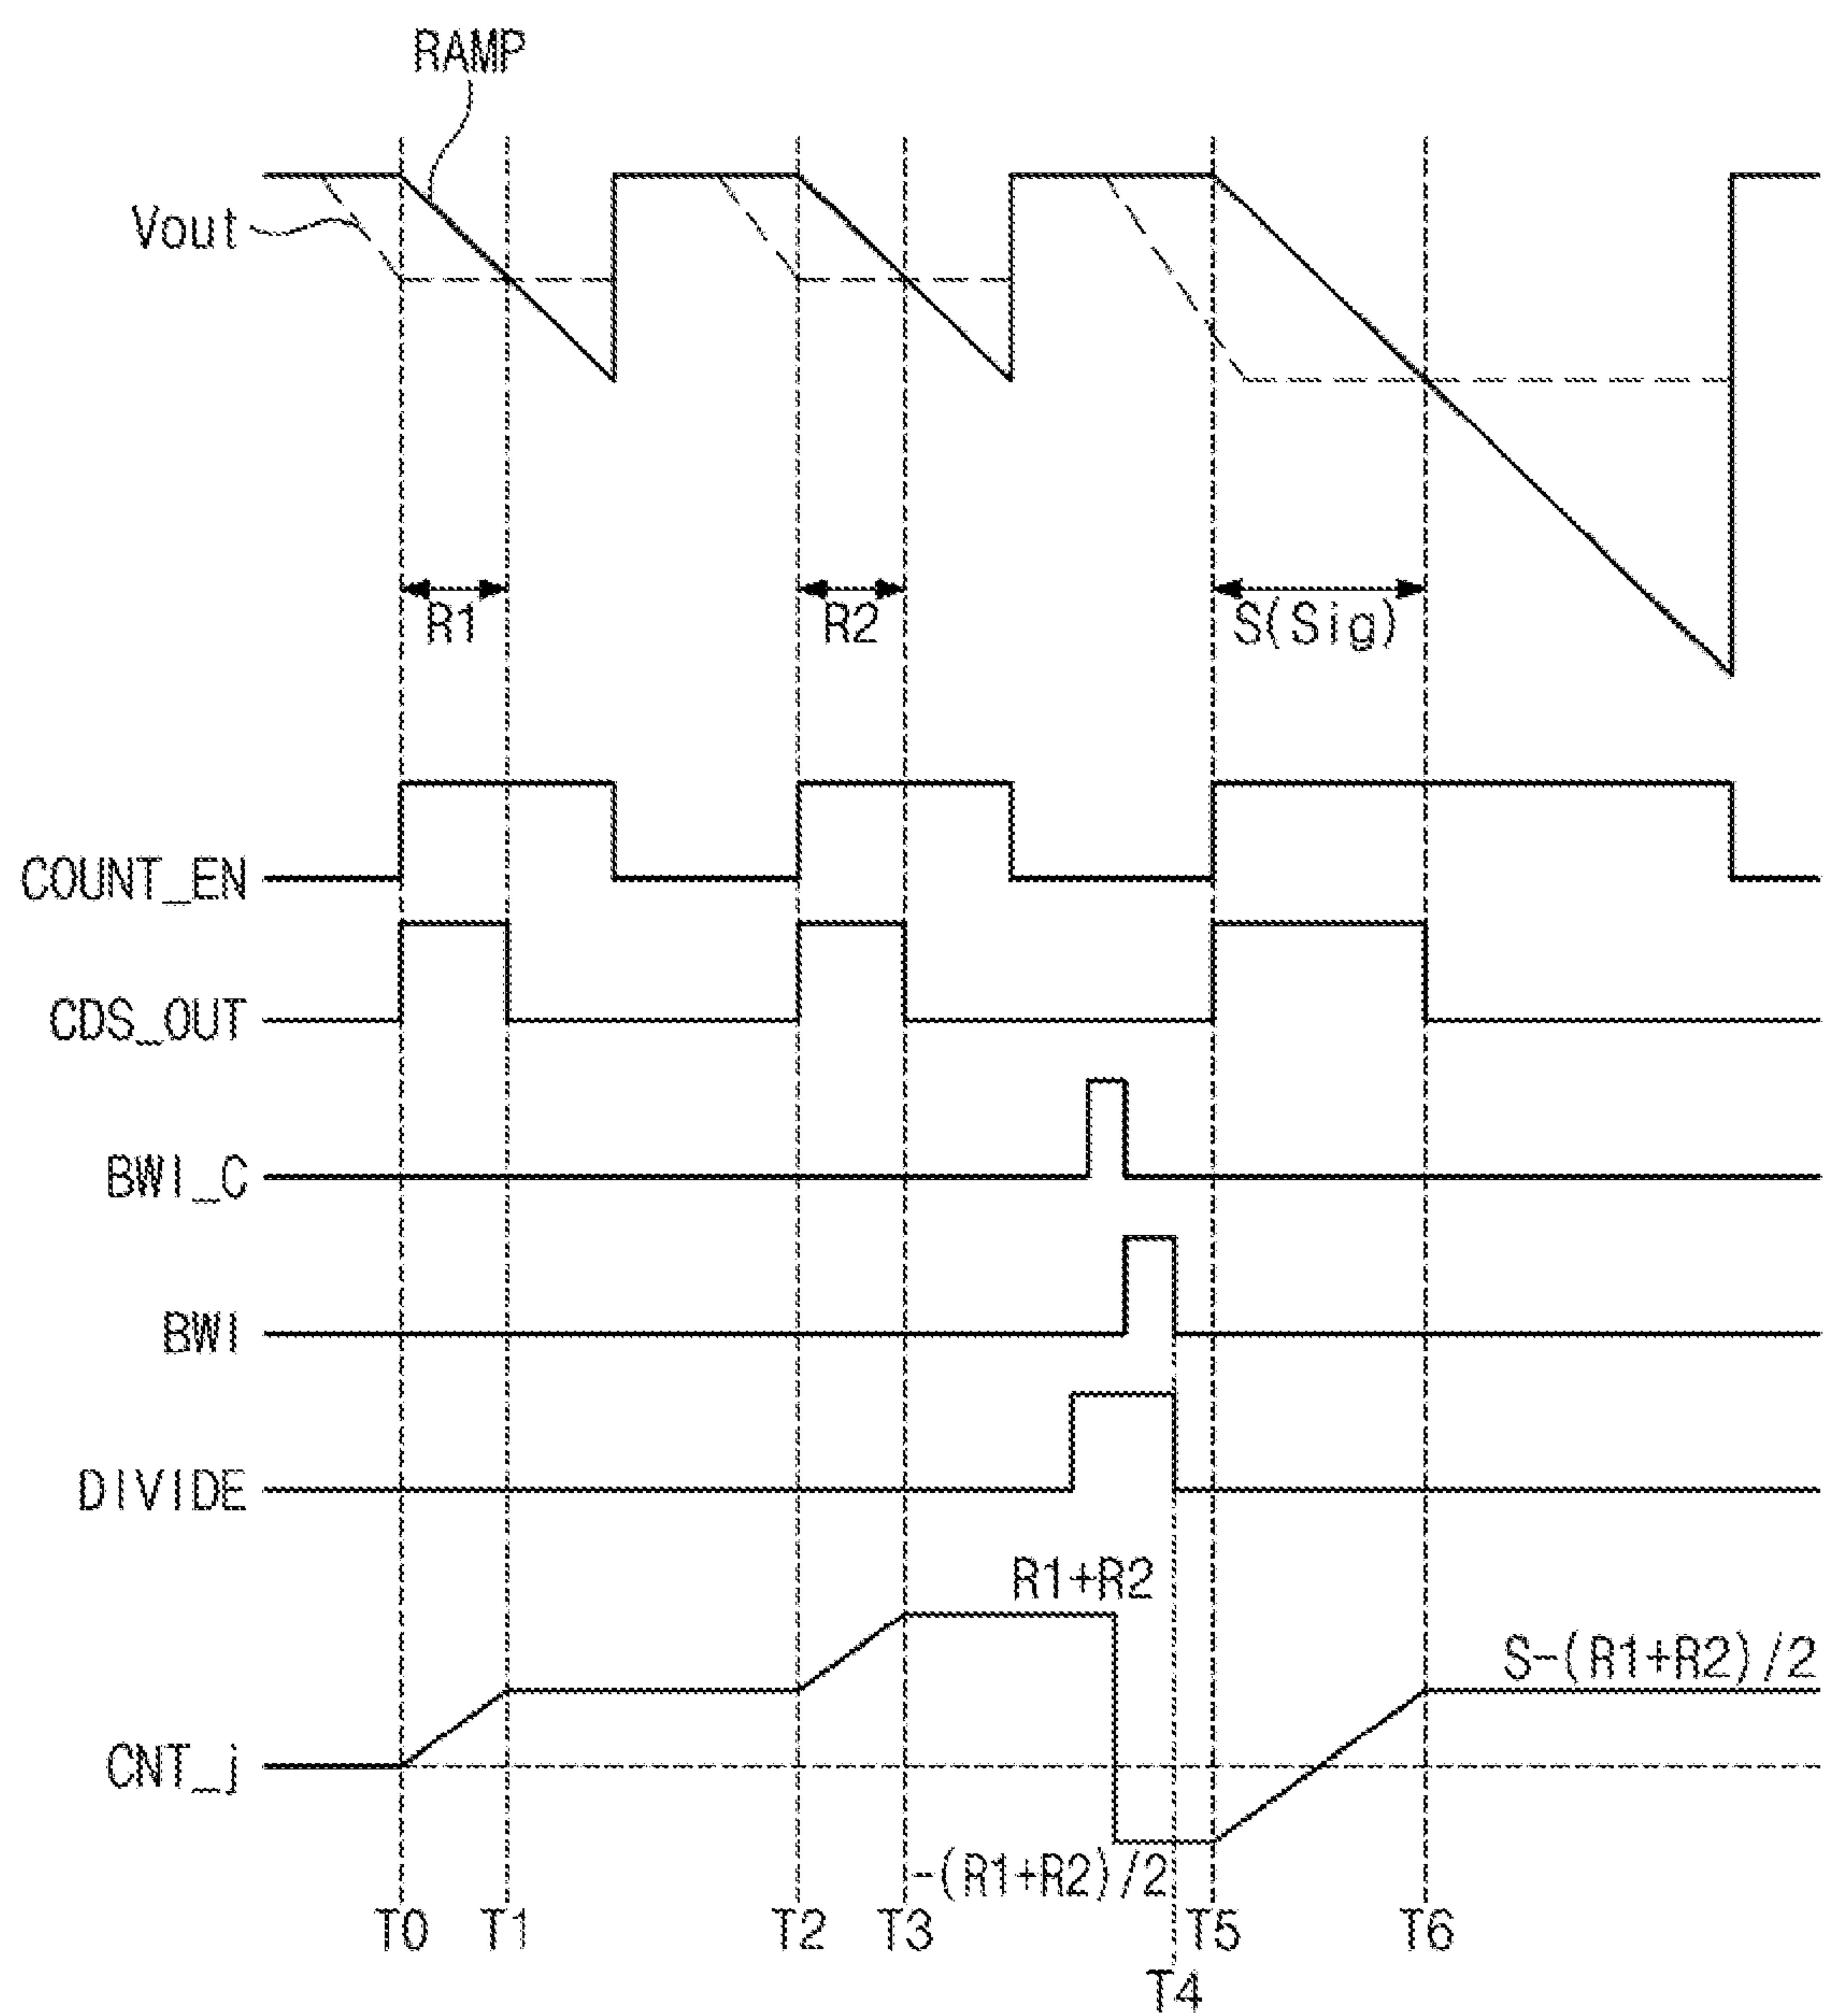 RAMP
Vout
R1
R2
S(Sig)
COUNT_EN
CDS_OUT
BWI_C
BWI
DIVIDE
R1+R2
S-(R1+R2)/2
CNT_j
-(R1+R2)/2
T0
T1
T2
T3
T5
T6
T4